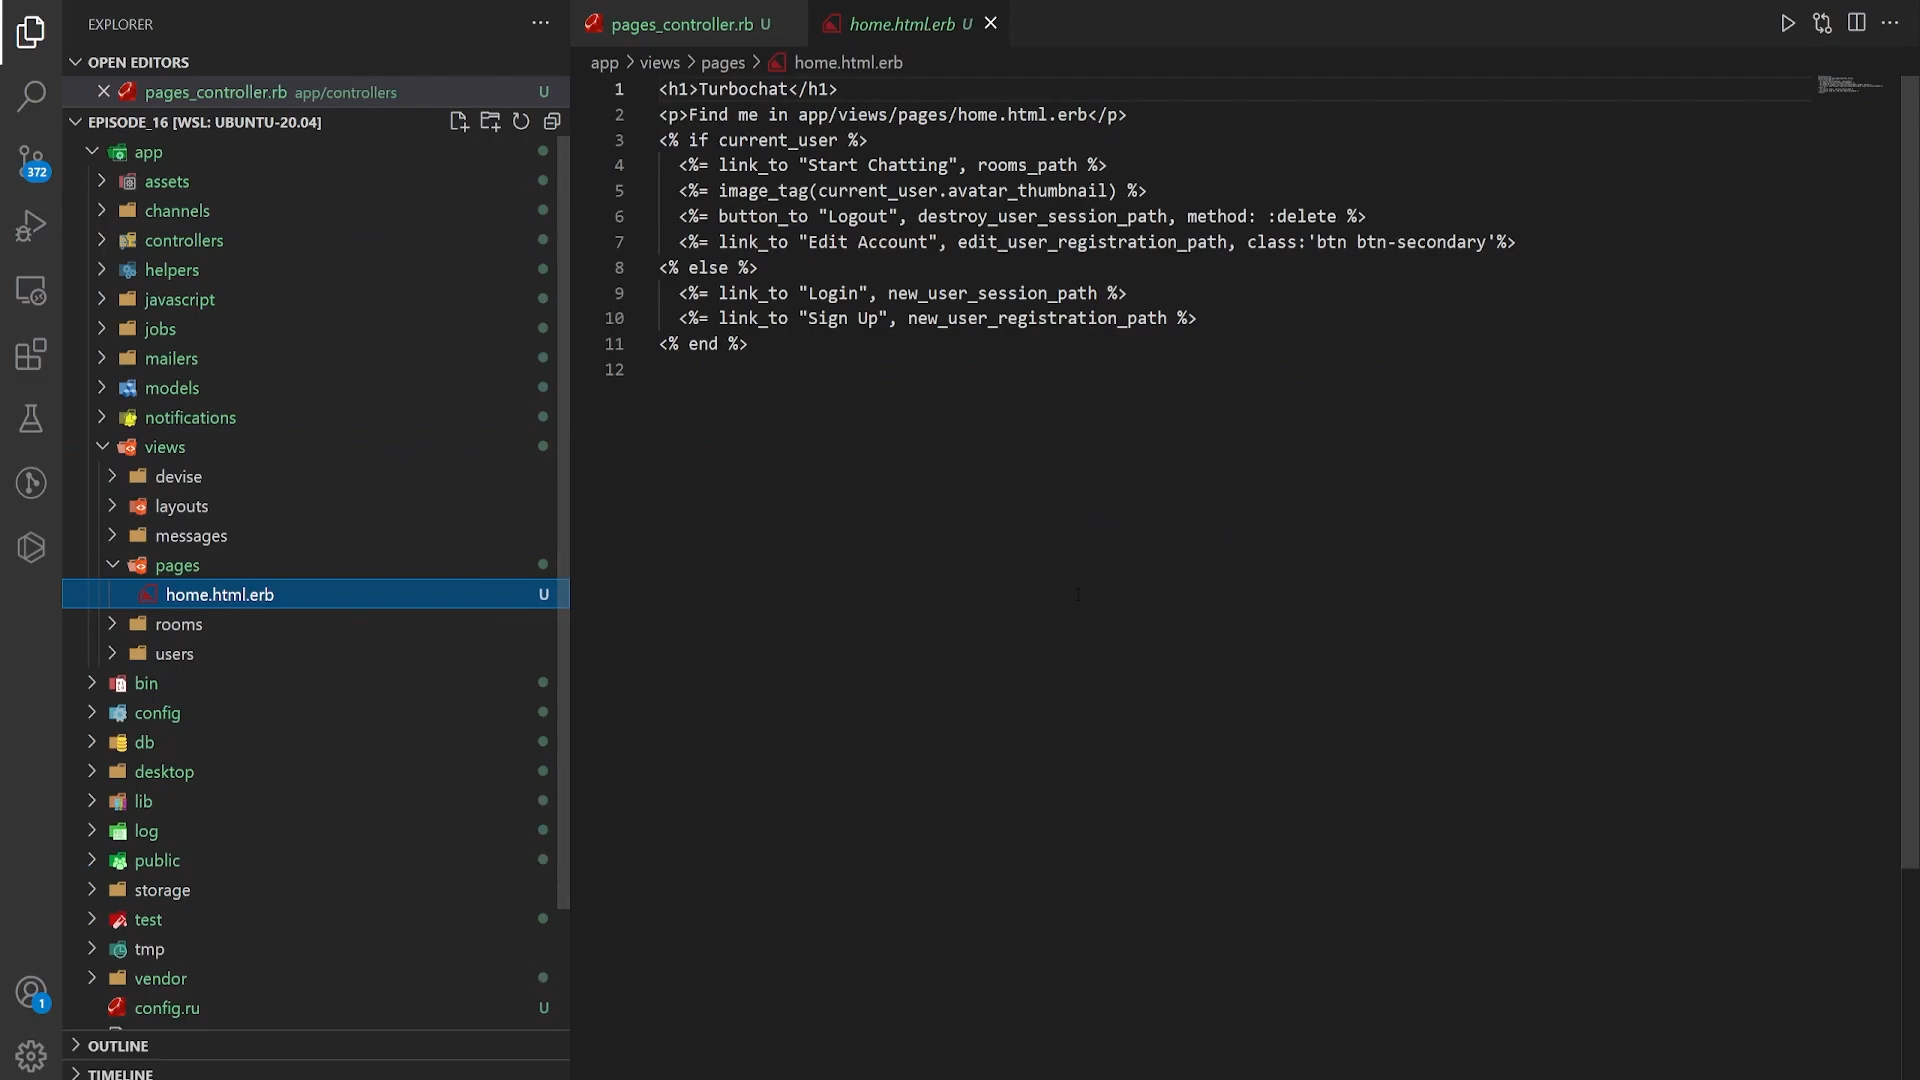 EXPLORER
OPEN EDITORS
pages_controller.rb app/controllers U
EPISODE_16 [WSL: UBUNTU-20.04]
app
assets
channels
controllers
helpers
javascript
jobs
mailers
models
notifications
views
devise
layouts
messages
pages
home.html.erb U
rooms
users
bin
config
db
desktop
lib
log
public
storage
test
tmp
vendor
config.ru U
OUTLINE
TIMELINE
372
1
pages_controller.rb U
home.html.erb U
app > views > pages > home.html.erb
1 <h1>Turbochat</h1>
2 <p>Find me in app/views/pages/home.html.erb</p>
3 <% if current_user %>
4 <%= link_to "Start Chatting", rooms_path %>
5 <%= image_tag(current_user.avatar_thumbnail) %>
6 <%= button_to "Logout", destroy_user_session_path, method: :delete %>
7 <%= link_to "Edit Account", edit_user_registration_path, class:'btn btn-secondary'%>
8 <% else %>
9 <%= link_to "Login", new_user_session_path %>
10 <%= link_to "Sign Up", new_user_registration_path %>
11 <% end %>
12